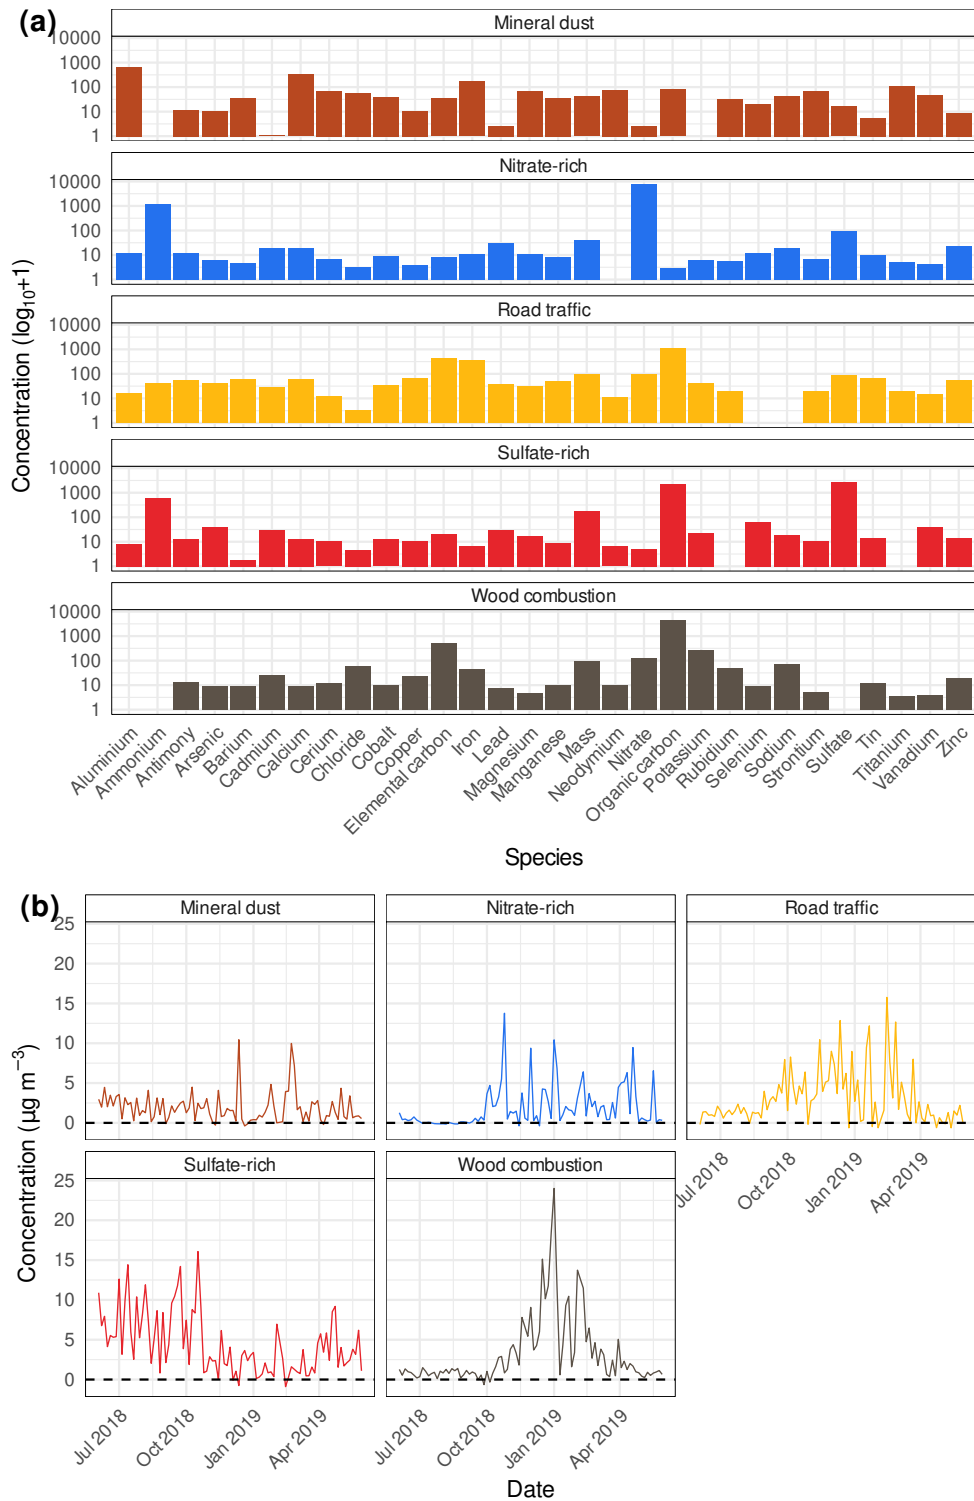 (a)
Mineral dust
10000
1000
100
10
1
Nitrate-rich
10000
1000
100
10
1
Road traffic
10000
1000
100
10
1
Sulfate-rich
10000
1000
100
10
1
Wood combustion
10000
1000
100
10
1
Concentration (log10+1)
Aluminium
Ammonium
Antimony
Arsenic
Barium
Cadmium
Calcium
Cerium
Chloride
Cobalt
Copper
Elemental carbon
Iron
Lead
Magnesium
Manganese
Mass
Neodymium
Nitrate
Organic carbon
Potassium
Rubidium
Selenium
Sodium
Strontium
Sulfate
Tin
Titanium
Vanadium
Zinc
Species
(b)
Mineral dust
Nitrate-rich
Road traffic
25
20
15
10
5
0
Jul 2018
Oct 2018
Jan 2019
Apr 2019
Sulfate-rich
Wood combustion
25
20
15
10
5
0
Concentration (µg m⁻³)
Jul 2018
Oct 2018
Jan 2019
Apr 2019
Jul 2018
Oct 2018
Jan 2019
Apr 2019
Date